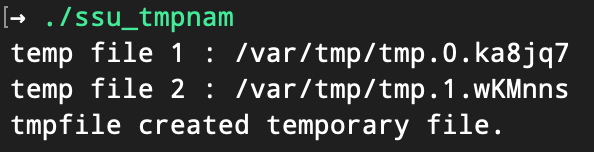 [→ ./ssu_tmpnam
temp file 1 : /var/tmp/tmp.0.ka8jq7
temp file 2 : /var/tmp/tmp.1.wKMnns
tmpfile created temporary file.